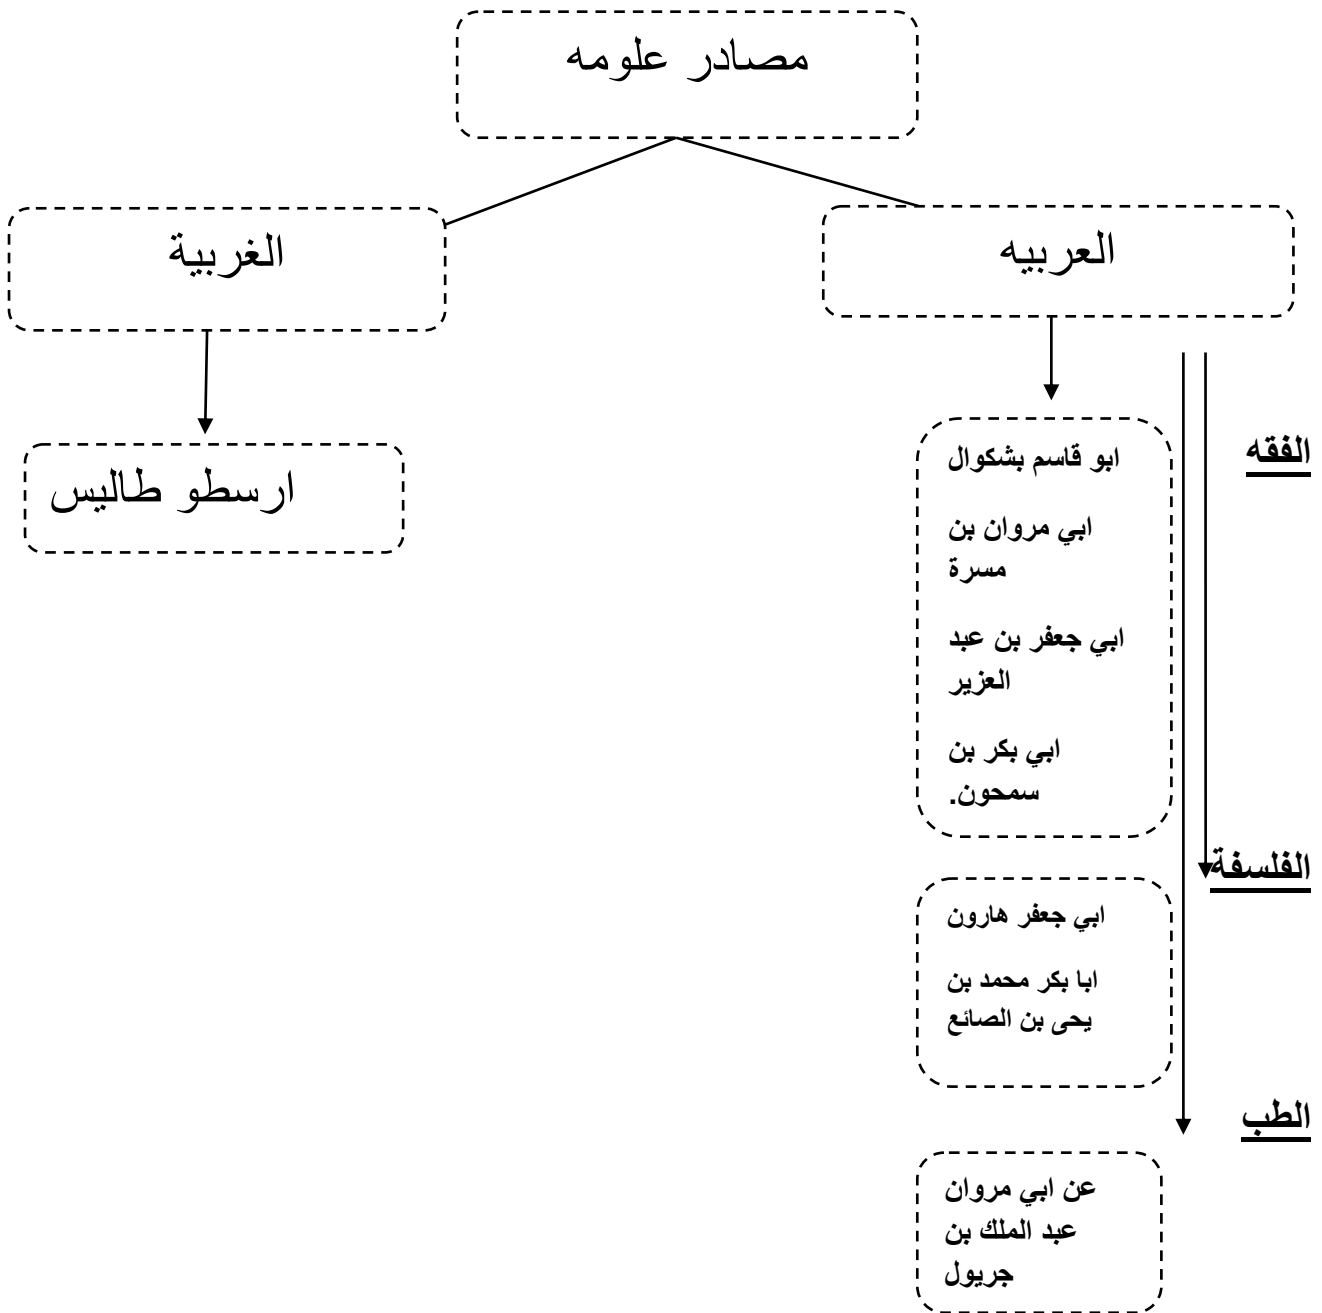 مصادر علومه
العربيه
الغربية
ارسطو طاليس
الفقه
ابو قاسم بشكوال
ابي مروان بن
مسرة
ابي جعفر بن عبد
العزير
ابي بكر بن
سمحون.
الفلسفة
ابي جعفر هارون
ابا بكر محمد بن
يحى بن الصائع
الطب
عن ابي مروان
عبد الملك بن
جريول